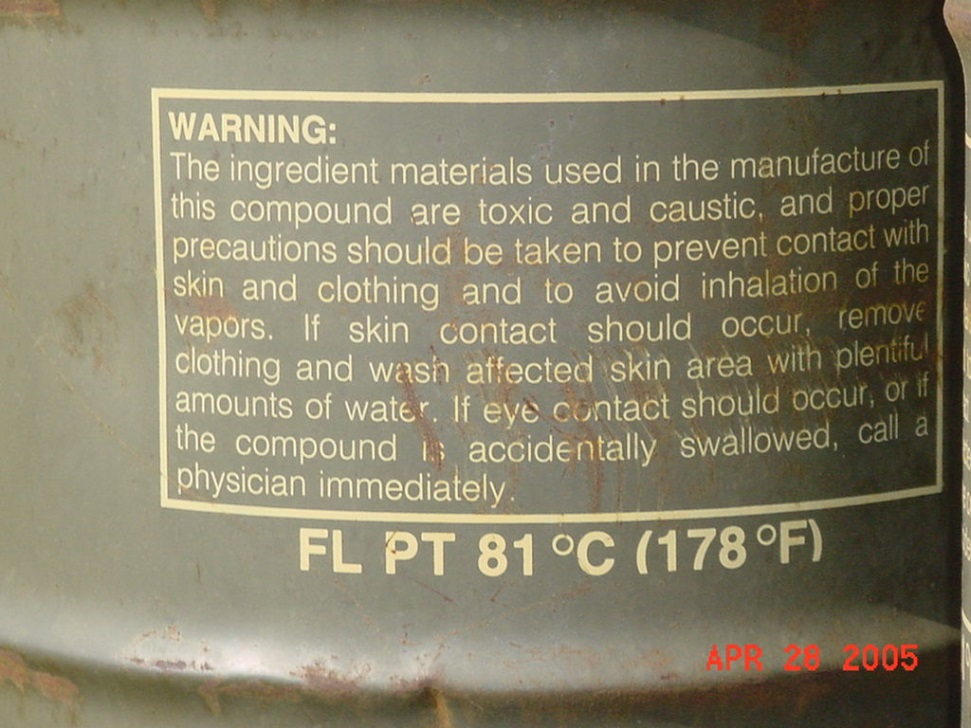 WARNING:
The ingredient materials used in the manufacture of
this compound are toxic and caustic, and proper
precautions should be taken to prevent contact with
skin and clothing and to avoid inhalation of the
vapors. If skin contact should occur, remove
clothing and wash affected skin area with plentiful
amounts of water. If eye contact should occur, or if
the compound is accidentally swallowed, call a
physician immediately.
FL PT 81 °C (178 °F)
APR 28 2005